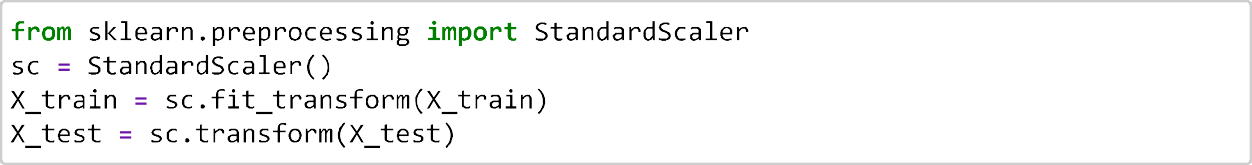 from sklearn.preprocessing import StandardScaler
sc = StandardScaler()
X_train = sc.fit_transform(X_train)
X_test = sc.transform(X_test)